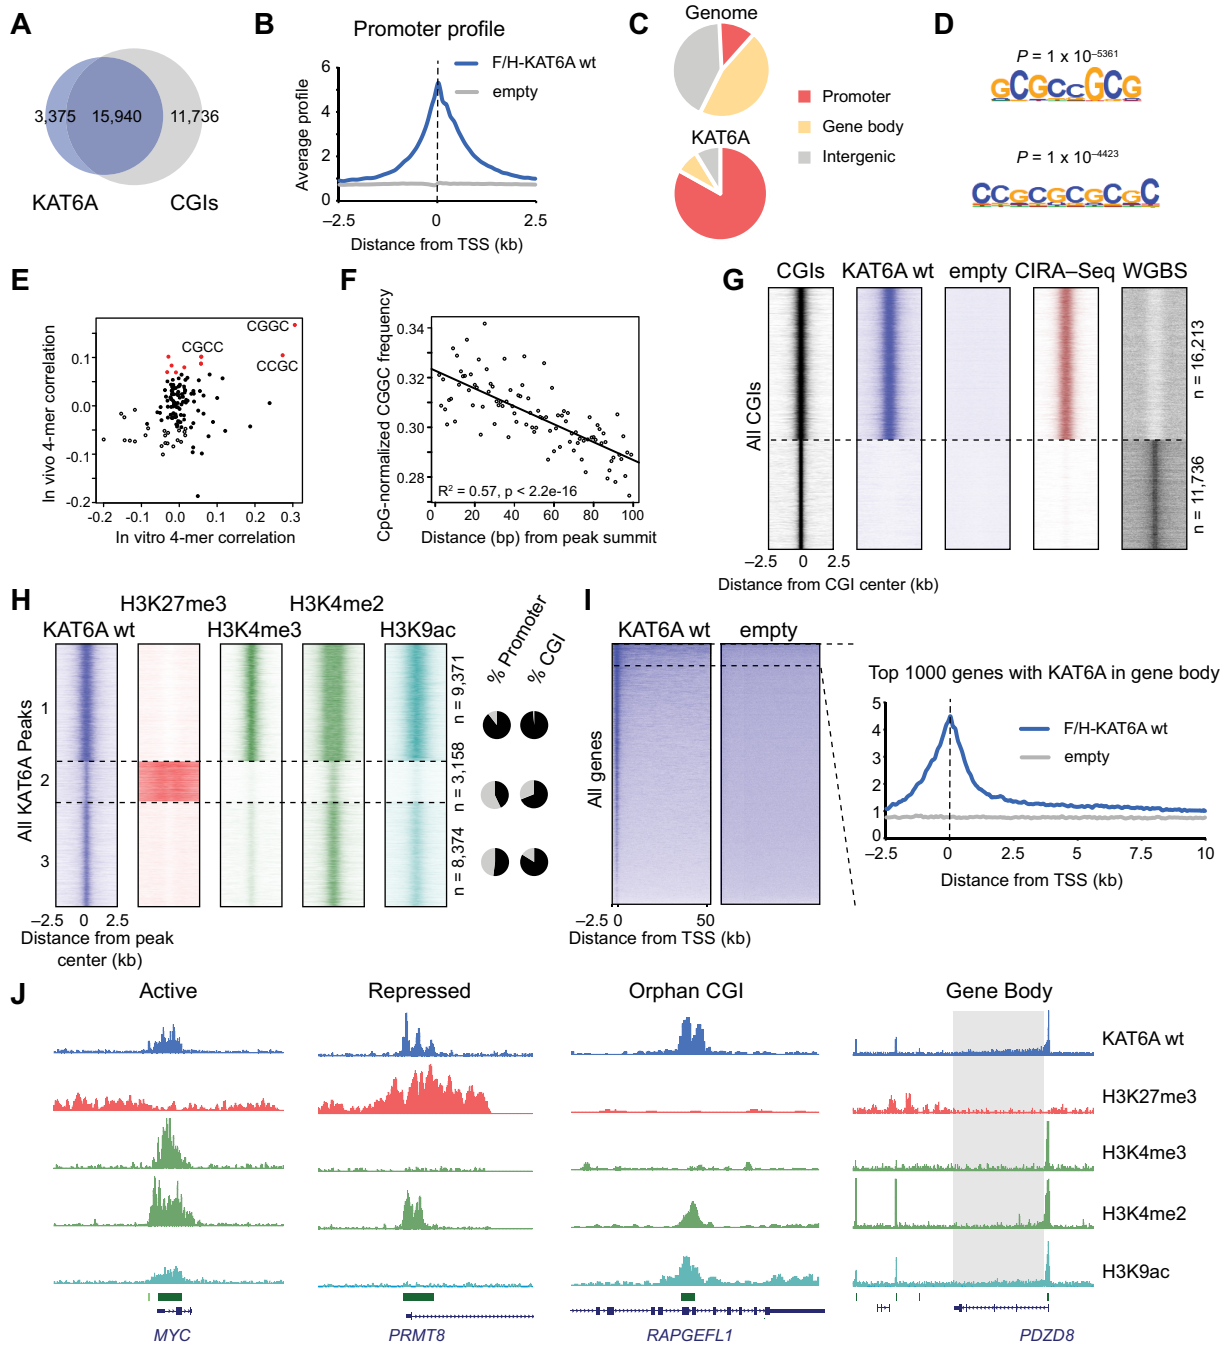 A
3,375
15,940
11,736
KAT6A
CGIs
B
Promoter profile
Average profile
6
4
2
0
F/H-KAT6A wt
empty
–2.5
0
2.5
Distance from TSS (kb)
C
Genome
KAT6A
Promoter
Gene body
Intergenic
D
P = 1 x 10–5361
GCGCCGCG
P = 1 x 10–4423
CCGCGCGCGC
E
In vivo 4-mer correlation
0.1
0.0
-0.1
-0.2
CGGC
CGCC
CCGC
-0.2
-0.1
0.0
0.1
0.2
0.3
In vitro 4-mer correlation
F
CpG-normalized CGGC frequency
0.34
0.32
0.30
0.28
R2 = 0.57, p < 2.2e-16
0
20
40
60
80
100
Distance (bp) from peak summit
G
CGIs
KAT6A wt
empty
CIRA–Seq
WGBS
All CGIs
n = 16,213
n = 11,736
–2.5
0
2.5
Distance from CGI center (kb)
H
H3K27me3
H3K4me2
KAT6A wt
H3K4me3
H3K9ac
% Promoter
% CGI
All KAT6A Peaks
1
2
3
n = 9,371
n = 3,158
n = 8,374
–2.5
0
2.5
Distance from peak
center (kb)
I
KAT6A wt
empty
All genes
–2.5
0
50
Distance from TSS (kb)
Top 1000 genes with KAT6A in gene body
5
4
3
2
1
0
F/H-KAT6A wt
empty
–2.5
0
2.5
5
7.5
10
Distance from TSS (kb)
J
Active
Repressed
Orphan CGI
Gene Body
KAT6A wt
H3K27me3
H3K4me3
H3K4me2
H3K9ac
MYC
PRMT8
RAPGEFL1
PDZD8